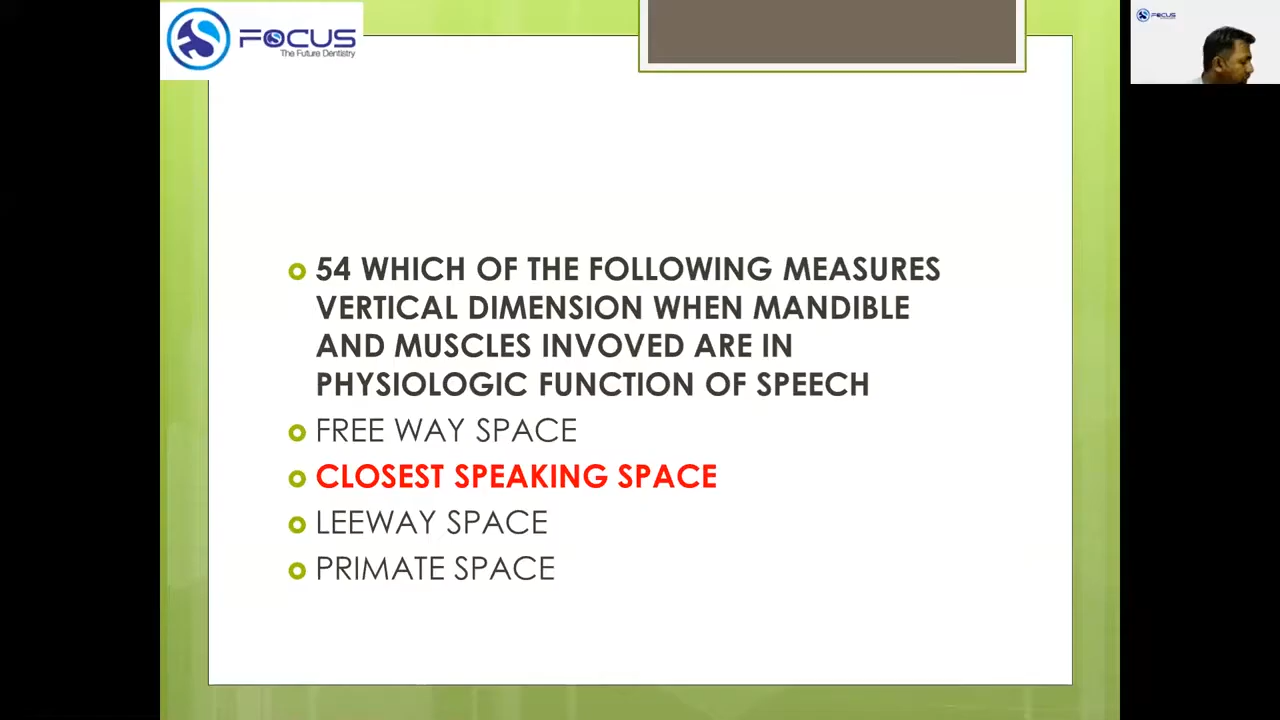 FOCUS
The Future Dentistry
FOCUS
54 WHICH OF THE FOLLOWING MEASURES
VERTICAL DIMENSION WHEN MANDIBLE
AND MUSCLES INVOVED ARE IN
PHYSIOLOGIC FUNCTION OF SPEECH
FREE WAY SPACE
CLOSEST SPEAKING SPACE
LEEWAY SPACE
PRIMATE SPACE